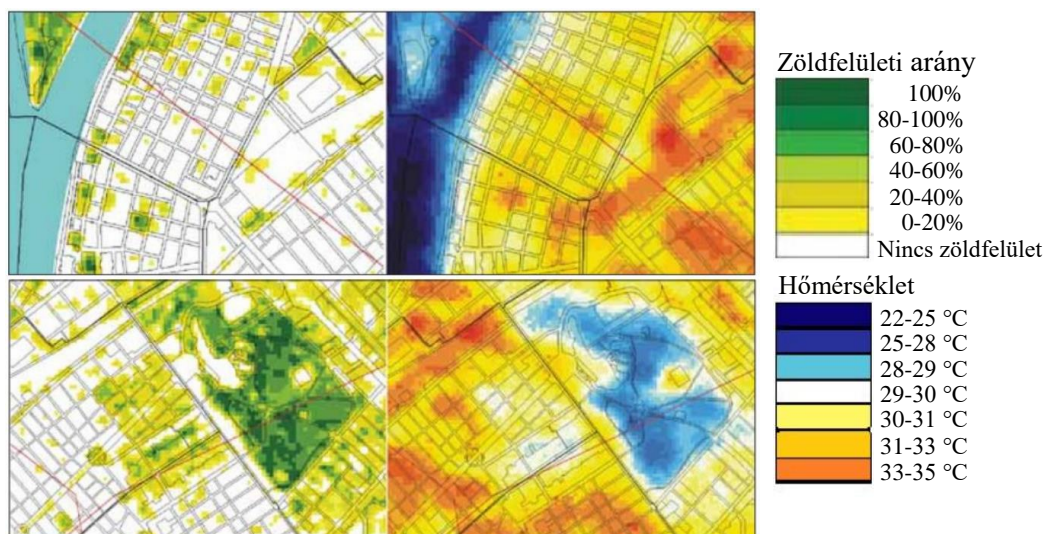 Zöldfelületi arány
100%
80-100%
60-80%
40-60%
20-40%
0-20%
Nincs zöldfelület
Hőmérséklet
22-25 °C
25-28 °C
28-29 °C
29-30 °C
30-31 °C
31-33 °C
33-35 °C